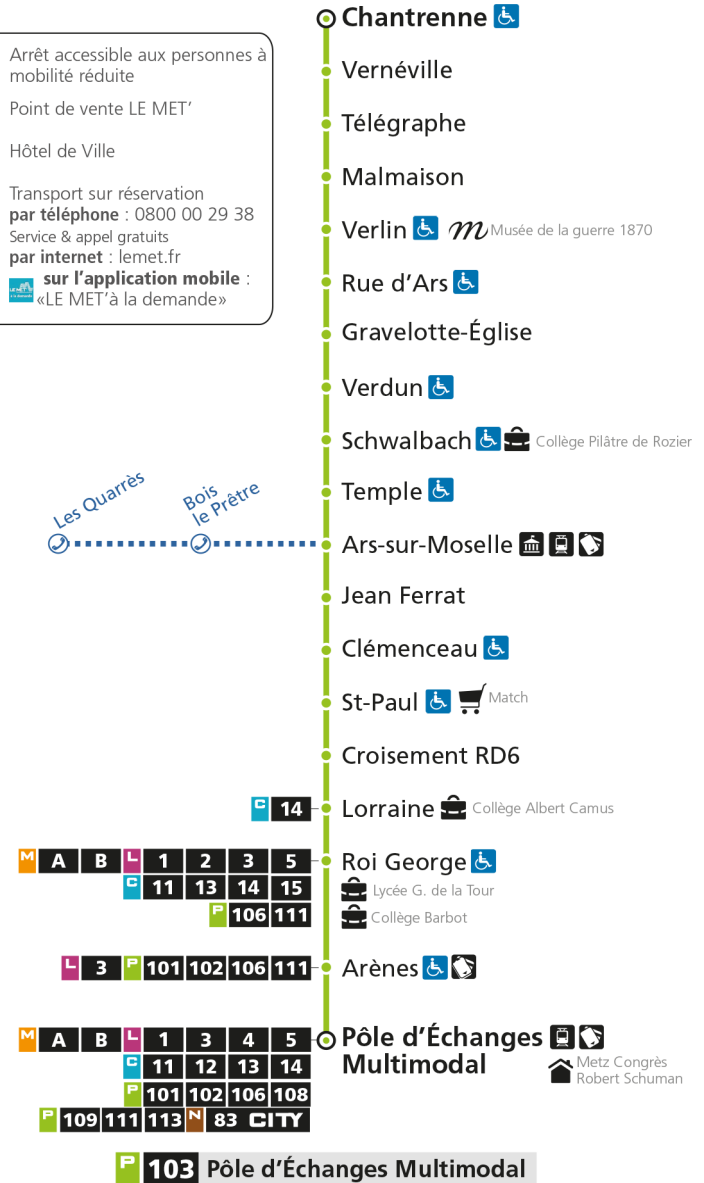 Chantrenne
Arrêt accessible aux personnes à
mobilité réduite
Point de vente LE MET’
Hôtel de Ville
Transport sur réservation
par téléphone : 0800 00 29 38
Service & appel gratuits
par internet : lemet.fr
sur l’application mobile :
«LE MET’à la demande»
Vernéville
Télégraphe
Malmaison
Verlin m Musée de la guerre 1870
Rue d’Ars
Gravelotte-Église
Verdun
Schwalbach Collège Pilâtre de Rozier
Temple
Les Quarrès
Bois
le Prêtre
Ars-sur-Moselle
Jean Ferrat
Clémenceau
St-Paul Match
Croisement RD6
C 14 Lorraine Collège Albert Camus
M A B L 1 2 3 5 Roi George
C 11 13 14 15 Lycée G. de la Tour
P 106 111 Collège Barbot
L 3 P 101 102 106 111 Arènes
M A B L 1 3 4 5 Pôle d’Échanges
C 11 12 13 14 Multimodal
Metz Congrès
Robert Schuman
P 101 102 106 108
P 109 111 113 N 83 CITY
P 103 Pôle d’Échanges Multimodal